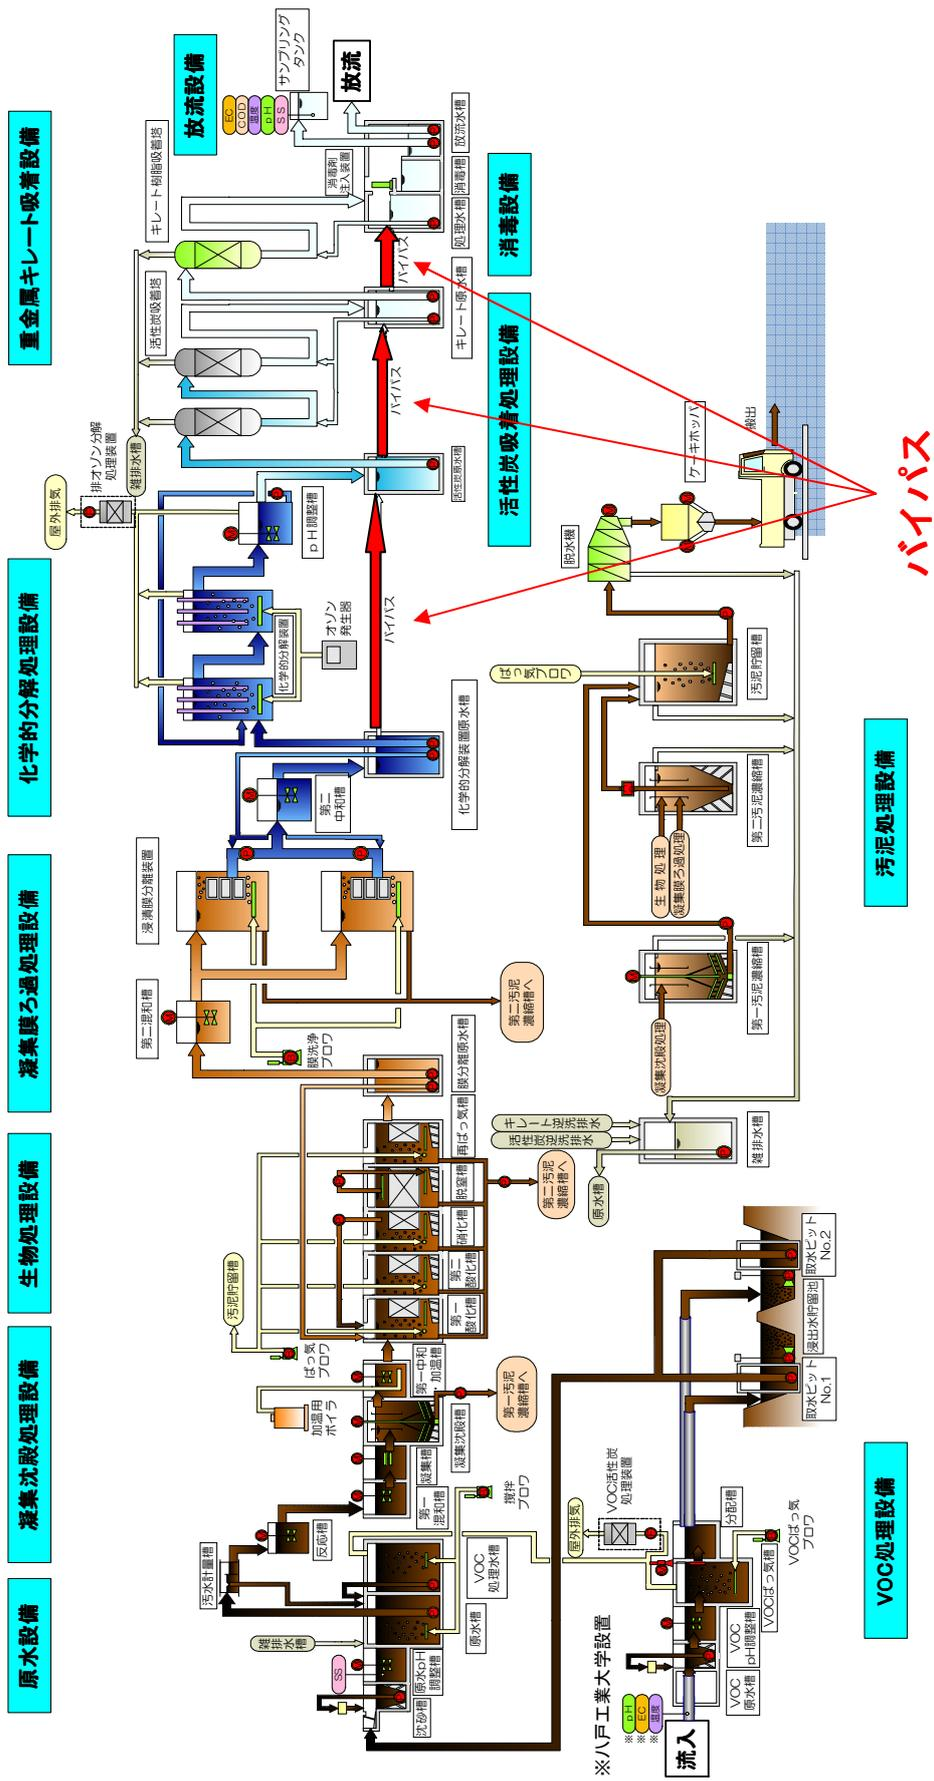 原水設備
凝集沈殿処理設備
生物処理設備
凝集膜ろ過処理設備
化学的分解処理設備
重金属キレート吸着設備
放流設備
活性炭吸着処理設備
消毒設備
VOC処理設備
汚泥処理設備
汚水計量槽
反応槽
雑排水槽
SS
沈砂槽
原水pH
調整槽
原水槽
VOC
処理水槽
攪拌
ブロワ
第一
混和槽
凝集槽
凝集沈殿槽
第一中和
加温槽
加温用
ボイラ
ばっ気
ブロワ
汚泥貯留槽
第一汚泥
濃縮槽へ
第一
酸化槽
第二
酸化槽
硝化槽
脱窒槽
再ばっ気槽
第二汚泥
濃縮槽へ
膜分離原水槽
膜洗浄
ブロワ
第二混和槽
浸漬膜分離装置
第二汚泥
濃縮槽へ
第二
中和槽
化学的分解装置原水槽
化学的分解装置
オゾン
発生器
pH調整槽
屋外排気
排オゾン分解
処理装置
雑排水槽
バイパス
活性炭原水槽
バイパス
活性炭吸着塔
キレート樹脂吸着塔
キレート原水槽
バイパス
処理水槽
消毒剤
注入装置
消毒槽
放流水槽
EC
COD
温度
pH
SS
サンプリング
タンク
放流
※八戸工業大学設置
※pH
※EC
※温度
流入
VOC
原水槽
VOC
pH調整槽
VOCばっ気槽
VOCばっ気
ブロワ
分配槽
屋外排気
VOC活性炭
処理装置
取水ピット
No.1
浸出水貯留池
取水ピット
No.2
原水槽
活性炭逆洗排水
キレート逆洗排水
雑排水槽
凝集沈殿処理
第一汚泥濃縮槽
生物処理
凝集膜ろ過処理
第二汚泥濃縮槽
ばっ気ブロワ
汚泥貯留槽
脱水機
ケーキホッパ
搬出
バイパス